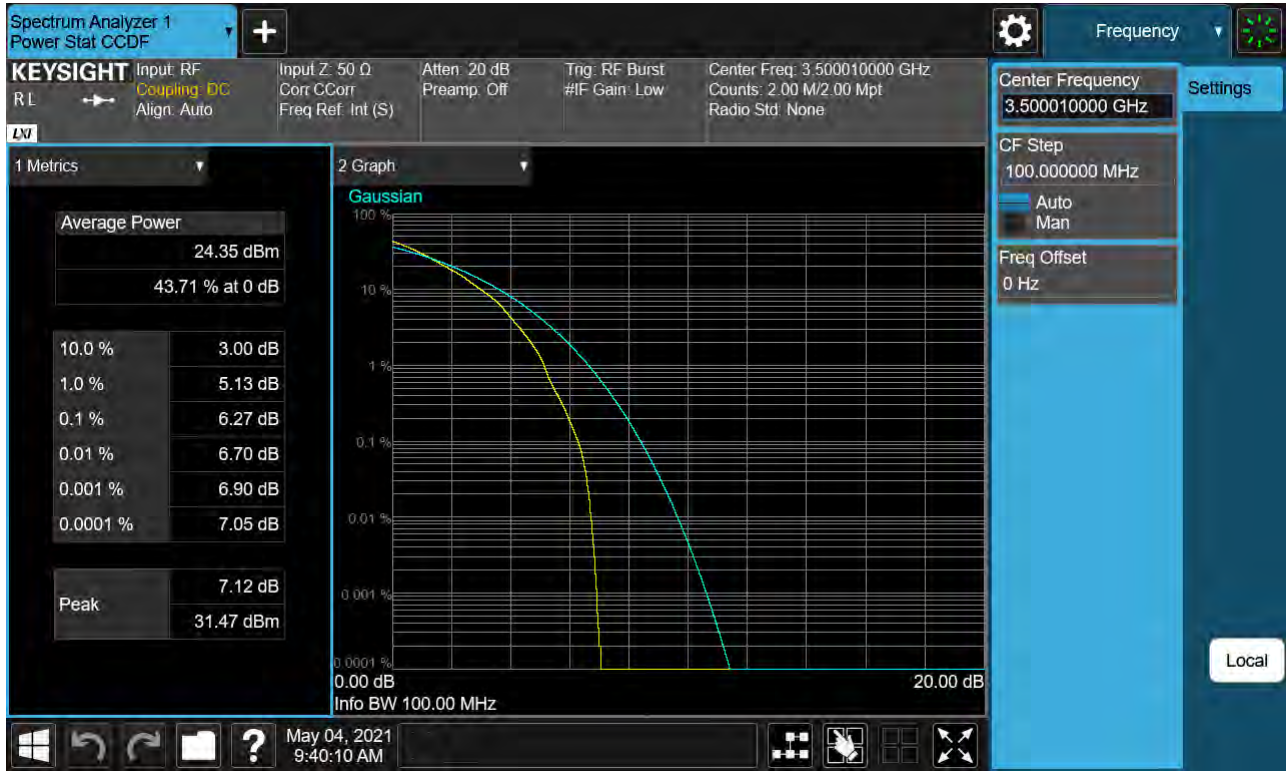 Spectrum Analyzer 1
Power Stat CCDF
+
Frequency
KEYSIGHT
RL
LXI
Input: RF
Coupling: DC
Align: Auto
Input Z: 50 Ω
Corr CCorr
Freq Ref: Int (S)
Atten: 20 dB
Preamp: Off
Trig: RF Burst
#IF Gain: Low
Center Freq: 3.500010000 GHz
Counts: 2.00 M/2.00 Mpt
Radio Std: None
Center Frequency
3.500010000 GHz
Settings
CF Step
100.000000 MHz
Auto
Man
Freq Offset
0 Hz
Local
1 Metrics
Average Power
24.35 dBm
43.71 % at 0 dB
10.0 % 3.00 dB
1.0 % 5.13 dB
0.1 % 6.27 dB
0.01 % 6.70 dB
0.001 % 6.90 dB
0.0001 % 7.05 dB
Peak
7.12 dB
31.47 dBm
2 Graph
Gaussian
100 %
10 %
1 %
0.1 %
0.01 %
0.001 %
0.0001 %
0.00 dB 20.00 dB
Info BW 100.00 MHz
?
May 04, 2021
9:40:10 AM